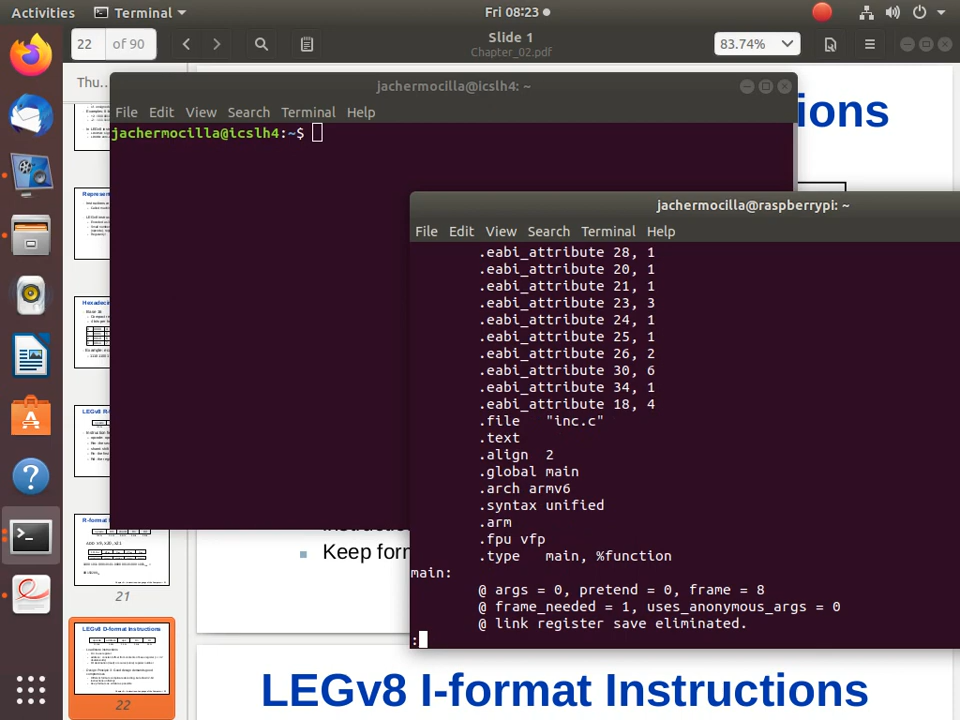 Activities
Terminal
Fri 08:23
22 of 90
Slide 1
Chapter_02.pdf
83.74%
Thu...
ions
jachermocilla@icslh4: ~
File Edit View Search Terminal Help
jachermocilla@icslh4:~$
jachermocilla@raspberrypi: ~
File Edit View Search Terminal Help
.eabi_attribute 28, 1
.eabi_attribute 20, 1
.eabi_attribute 21, 1
.eabi_attribute 23, 3
.eabi_attribute 24, 1
.eabi_attribute 25, 1
.eabi_attribute 26, 2
.eabi_attribute 30, 6
.eabi_attribute 34, 1
.eabi_attribute 18, 4
.file "inc.c"
.text
.align 2
.global main
.arch armv6
.syntax unified
.arm
.fpu vfp
.type main, %function
main:
@ args = 0, pretend = 0, frame = 8
@ frame_needed = 1, uses_anonymous_args = 0
@ link register save eliminated.
:
Keep form
LEGv8 I-format Instructions
Represent
Hexadecim
LEGv8 R-f
R-format E
21
LEGv8 D-format Instructions
22